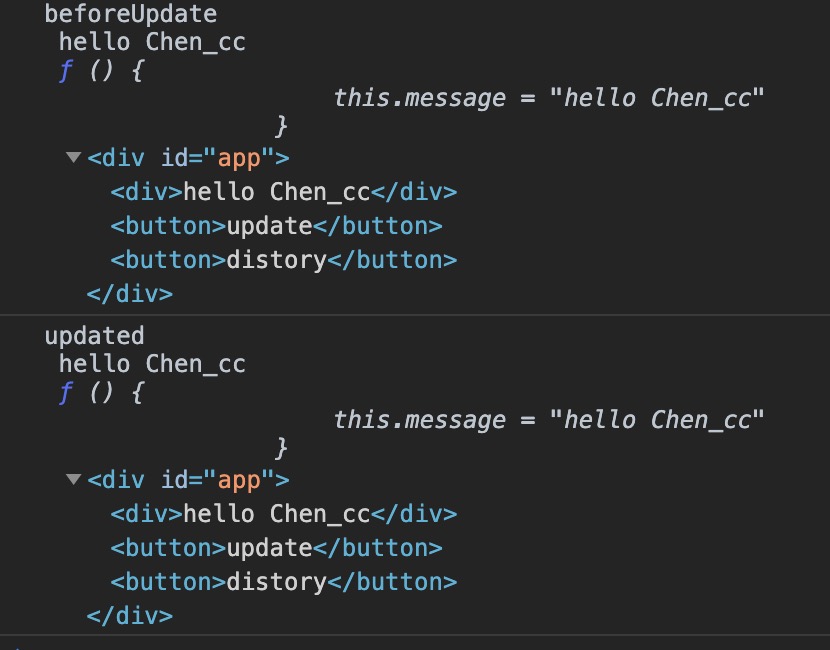 beforeUpdate
hello Chen_cc
ƒ () {
this.message = "hello Chen_cc"
}
<div id="app">
<div>hello Chen_cc</div>
<button>update</button>
<button>distory</button>
</div>
updated
hello Chen_cc
ƒ () {
this.message = "hello Chen_cc"
}
<div id="app">
<div>hello Chen_cc</div>
<button>update</button>
<button>distory</button>
</div>